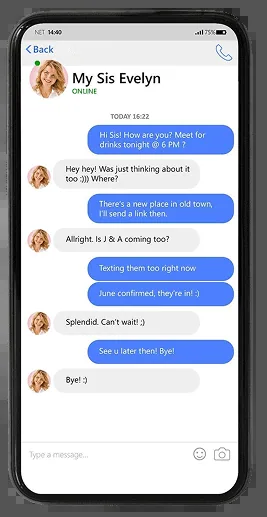 NET 14:40
75%
Back
My Sis Evelyn
ONLINE
TODAY 16:22
Hi Sis! How are you? Meet for
drinks tonight @ 6 PM ?
Hey hey! Was just thinking about it
too :))) Where?
There's a new place in old town,
I'll send a link then.
Allright. Is J & A coming too?
Texting them too right now
June confirmed, they're in! :)
Splendid. Can't wait! ;)
See u later then! Bye!
Bye! :)
Type a message...